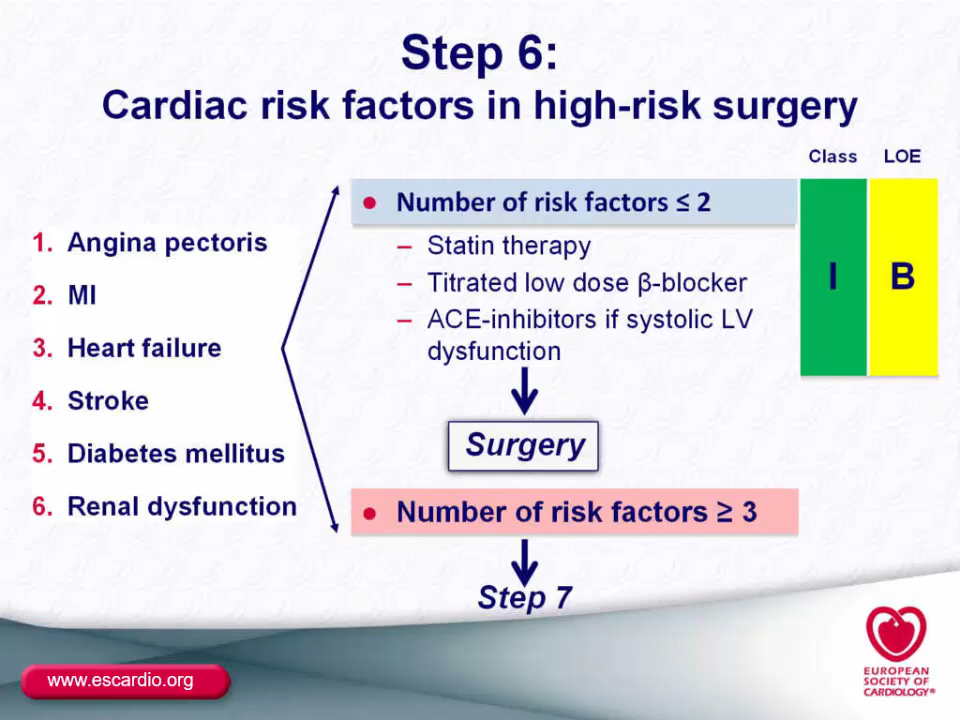 Step 6:
Cardiac risk factors in high-risk surgery
Class LOE
1. Angina pectoris
2. MI
3. Heart failure
4. Stroke
5. Diabetes mellitus
6. Renal dysfunction
● Number of risk factors ≤ 2
– Statin therapy
– Titrated low dose β-blocker
– ACE-inhibitors if systolic LV
dysfunction
I B
Surgery
● Number of risk factors ≥ 3
Step 7
www.escardio.org
EUROPEAN
SOCIETY OF
CARDIOLOGY®